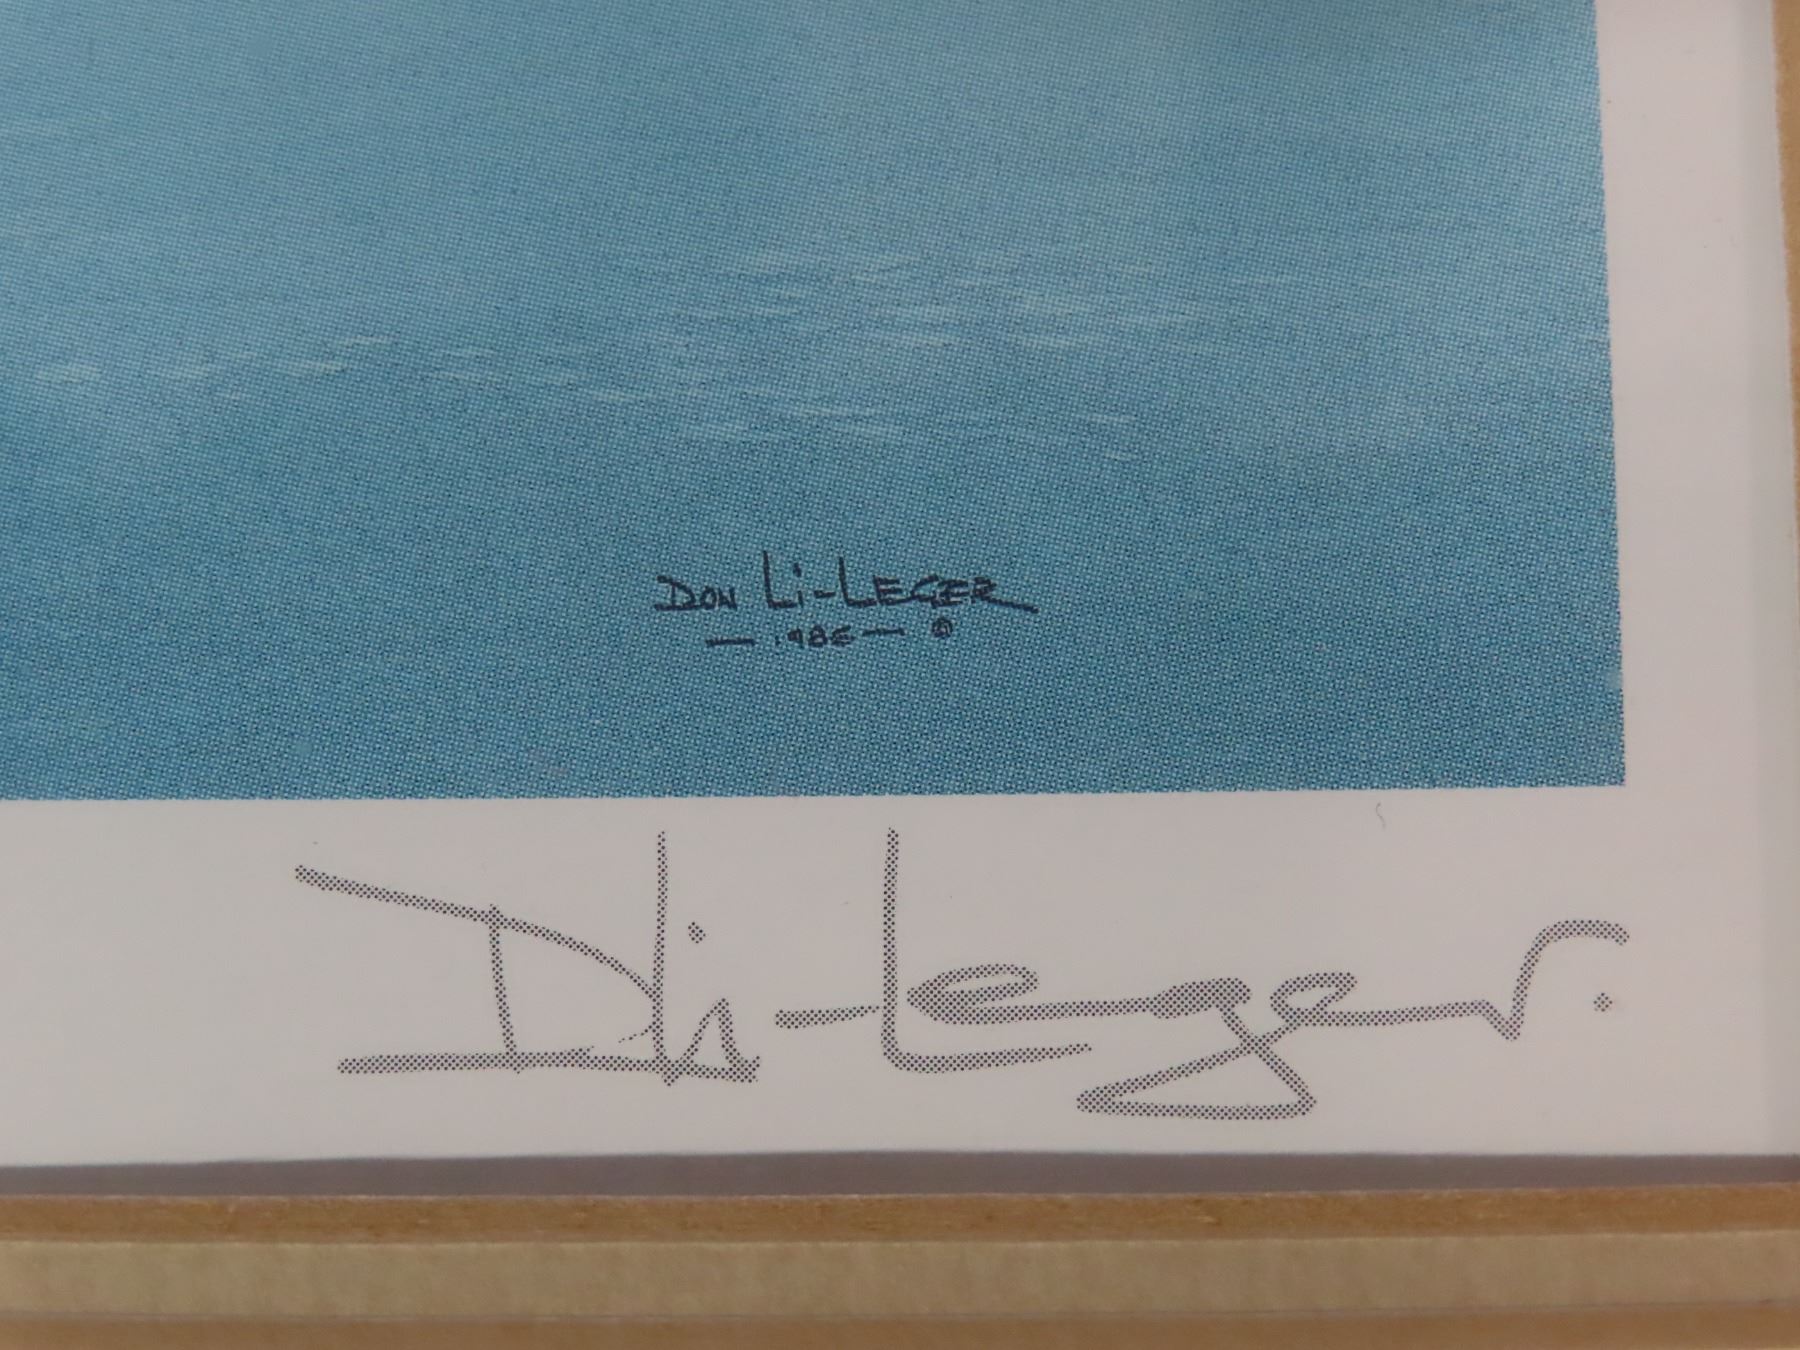 DON LI-LEGER
— 1986 — ©
D Li-Leger.